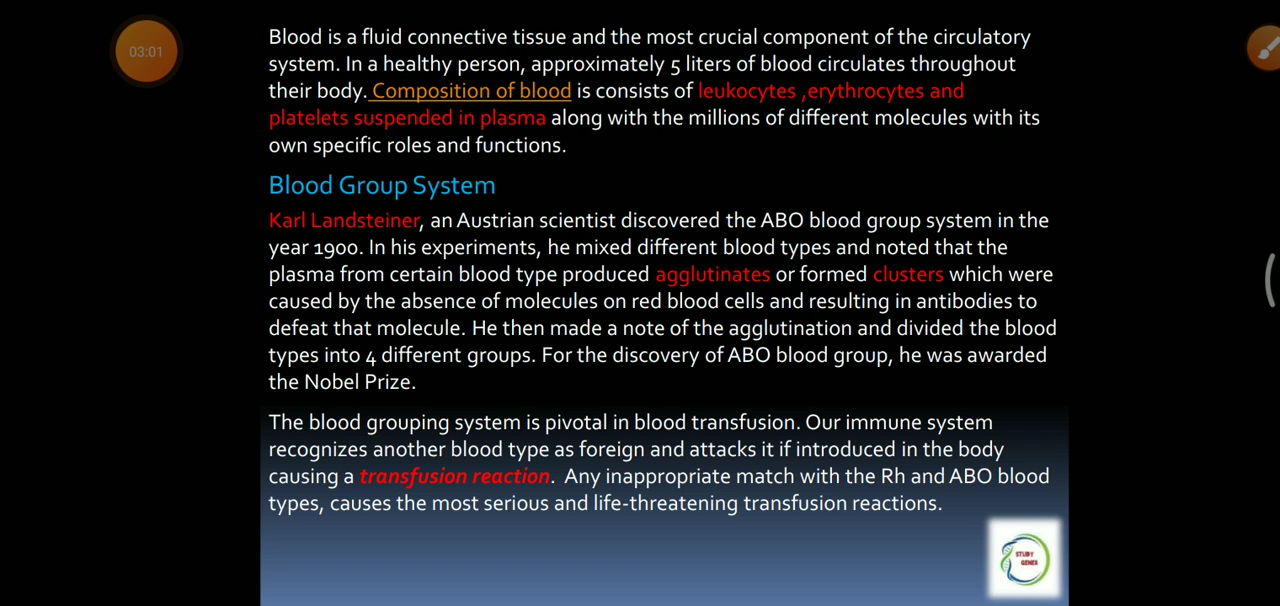 03:01
Blood is a fluid connective tissue and the most crucial component of the circulatory
system. In a healthy person, approximately 5 liters of blood circulates throughout
their body. Composition of blood is consists of leukocytes ,erythrocytes and
platelets suspended in plasma along with the millions of different molecules with its
own specific roles and functions.
Blood Group System
Karl Landsteiner, an Austrian scientist discovered the ABO blood group system in the
year 1900. In his experiments, he mixed different blood types and noted that the
plasma from certain blood type produced agglutinates or formed clusters which were
caused by the absence of molecules on red blood cells and resulting in antibodies to
defeat that molecule. He then made a note of the agglutination and divided the blood
types into 4 different groups. For the discovery of ABO blood group, he was awarded
the Nobel Prize.
The blood grouping system is pivotal in blood transfusion. Our immune system
recognizes another blood type as foreign and attacks it if introduced in the body
causing a transfusion reaction. Any inappropriate match with the Rh and ABO blood
types, causes the most serious and life-threatening transfusion reactions.
STUDY
GENES